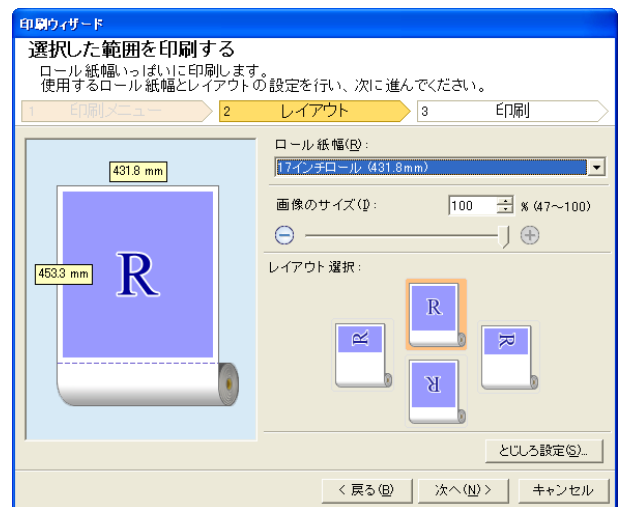 印刷ウィザード
選択した範囲を印刷する
ロール紙幅いっぱいに印刷します。
使用するロール紙幅とレイアウトの設定を行い、次に進んでください。
1 印刷メニュー 2 レイアウト 3 印刷
ロール紙幅(R):
17インチロール (431.8mm)
431.8 mm
画像のサイズ(I): 100 % (47～100)
R
453.3 mm
レイアウト選択:
R
R
R
R
とじしろ設定(S)...
< 戻る(B) 次へ(N) > キャンセル